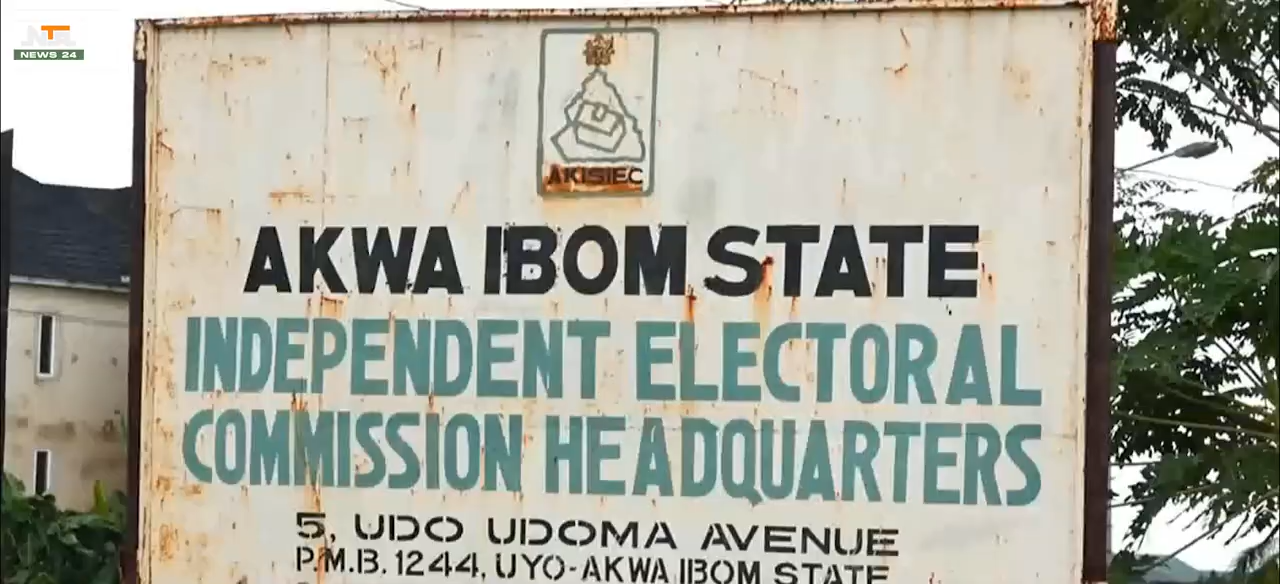 NTA
NEWS 24
AKISIEC
AKWA IBOM STATE
INDEPENDENT ELECTORAL
COMMISSION HEADQUARTERS
5, UDO UDOMA AVENUE
P.M.B. 1244, UYO-AKWA IBOM STATE